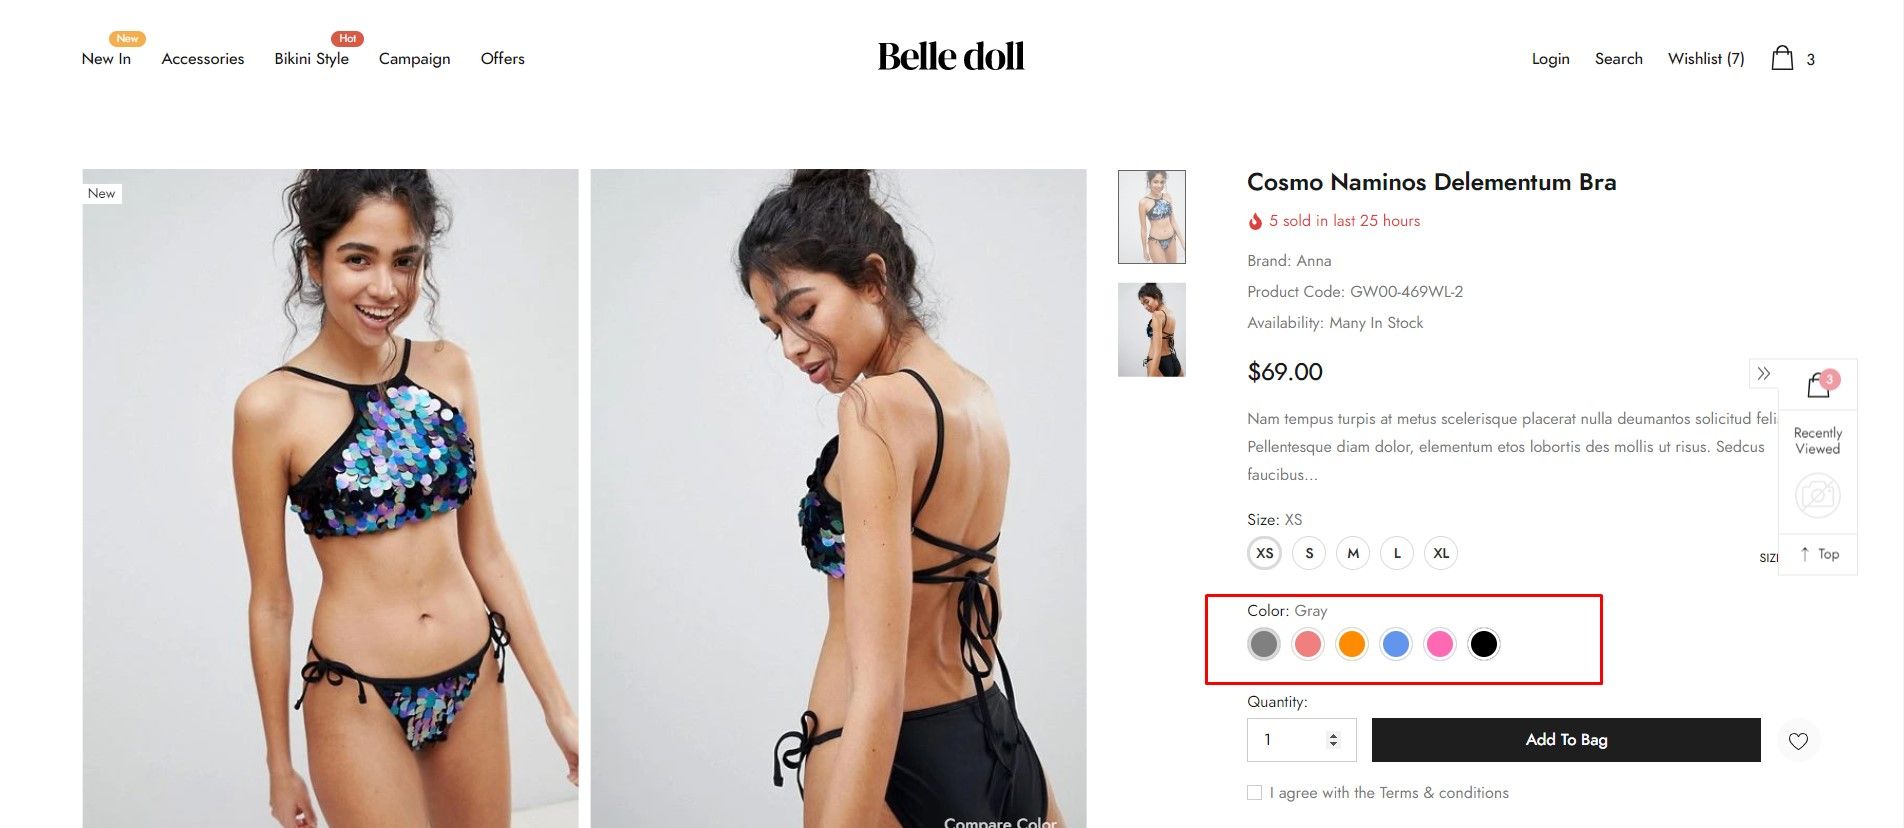 New
Hot
New In
Accessories
Bikini Style
Campaign
Offers
Belle doll
Login
Search
Wishlist (7)
3
New
Compare Color
Cosmo Naminos Delementum Bra
5 sold in last 25 hours
Brand: Anna
Product Code: GW00-469WL-2
Availability: Many In Stock
$69.00
Nam tempus turpis at metus scelerisque placerat nulla deumantos solicitud feli
Pellentesque diam dolor, elementum etos lobortis des mollis ut risus. Sedcus
faucibus...
Size: XS
XS S M L XL
SIZE
Color: Gray
Quantity:
1
Add To Bag
I agree with the Terms & conditions
3
Recently
Viewed
↑ Top